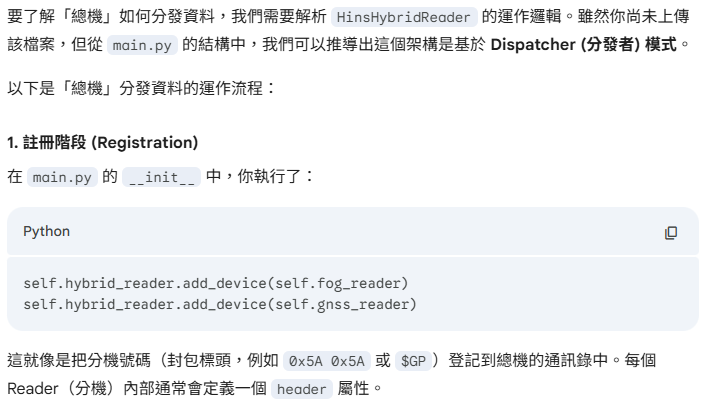 要了解「總機」如何分發資料，我們需要解析 HinsHybridReader 的運作邏輯。雖然你尚未上傳
該檔案，但從 main.py 的結構中，我們可以推導出這個架構是基於 Dispatcher (分發者) 模式。
以下是「總機」分發資料的運作流程：
1. 註冊階段 (Registration)
在 main.py 的 __init__ 中，你執行了：
Python
self.hybrid_reader.add_device(self.fog_reader)
self.hybrid_reader.add_device(self.gnss_reader)
這就像是把分機號碼（封包標頭，例如 0x5A 0x5A 或 $GP）登記到總機的通訊錄中。每個
Reader（分機）內部通常會定義一個 header 屬性。